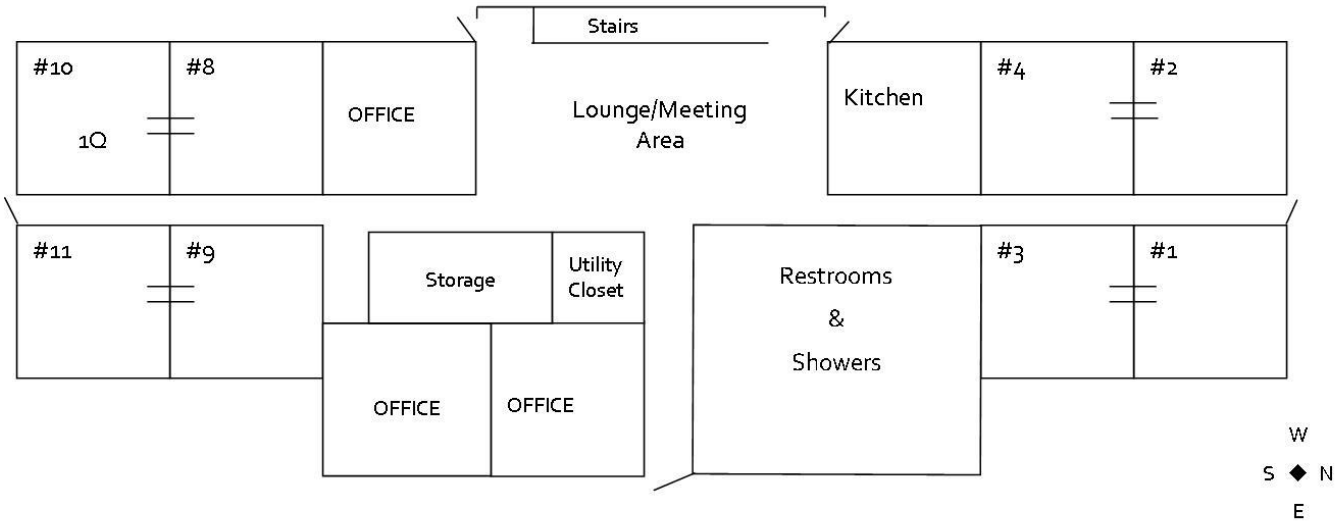 Stairs
#10
#8
OFFICE
1Q
Lounge/Meeting
Area
Kitchen
#4
#2
#11
#9
Storage
Utility
Closet
Restrooms
&
Showers
#3
#1
OFFICE
OFFICE
W
S N
E